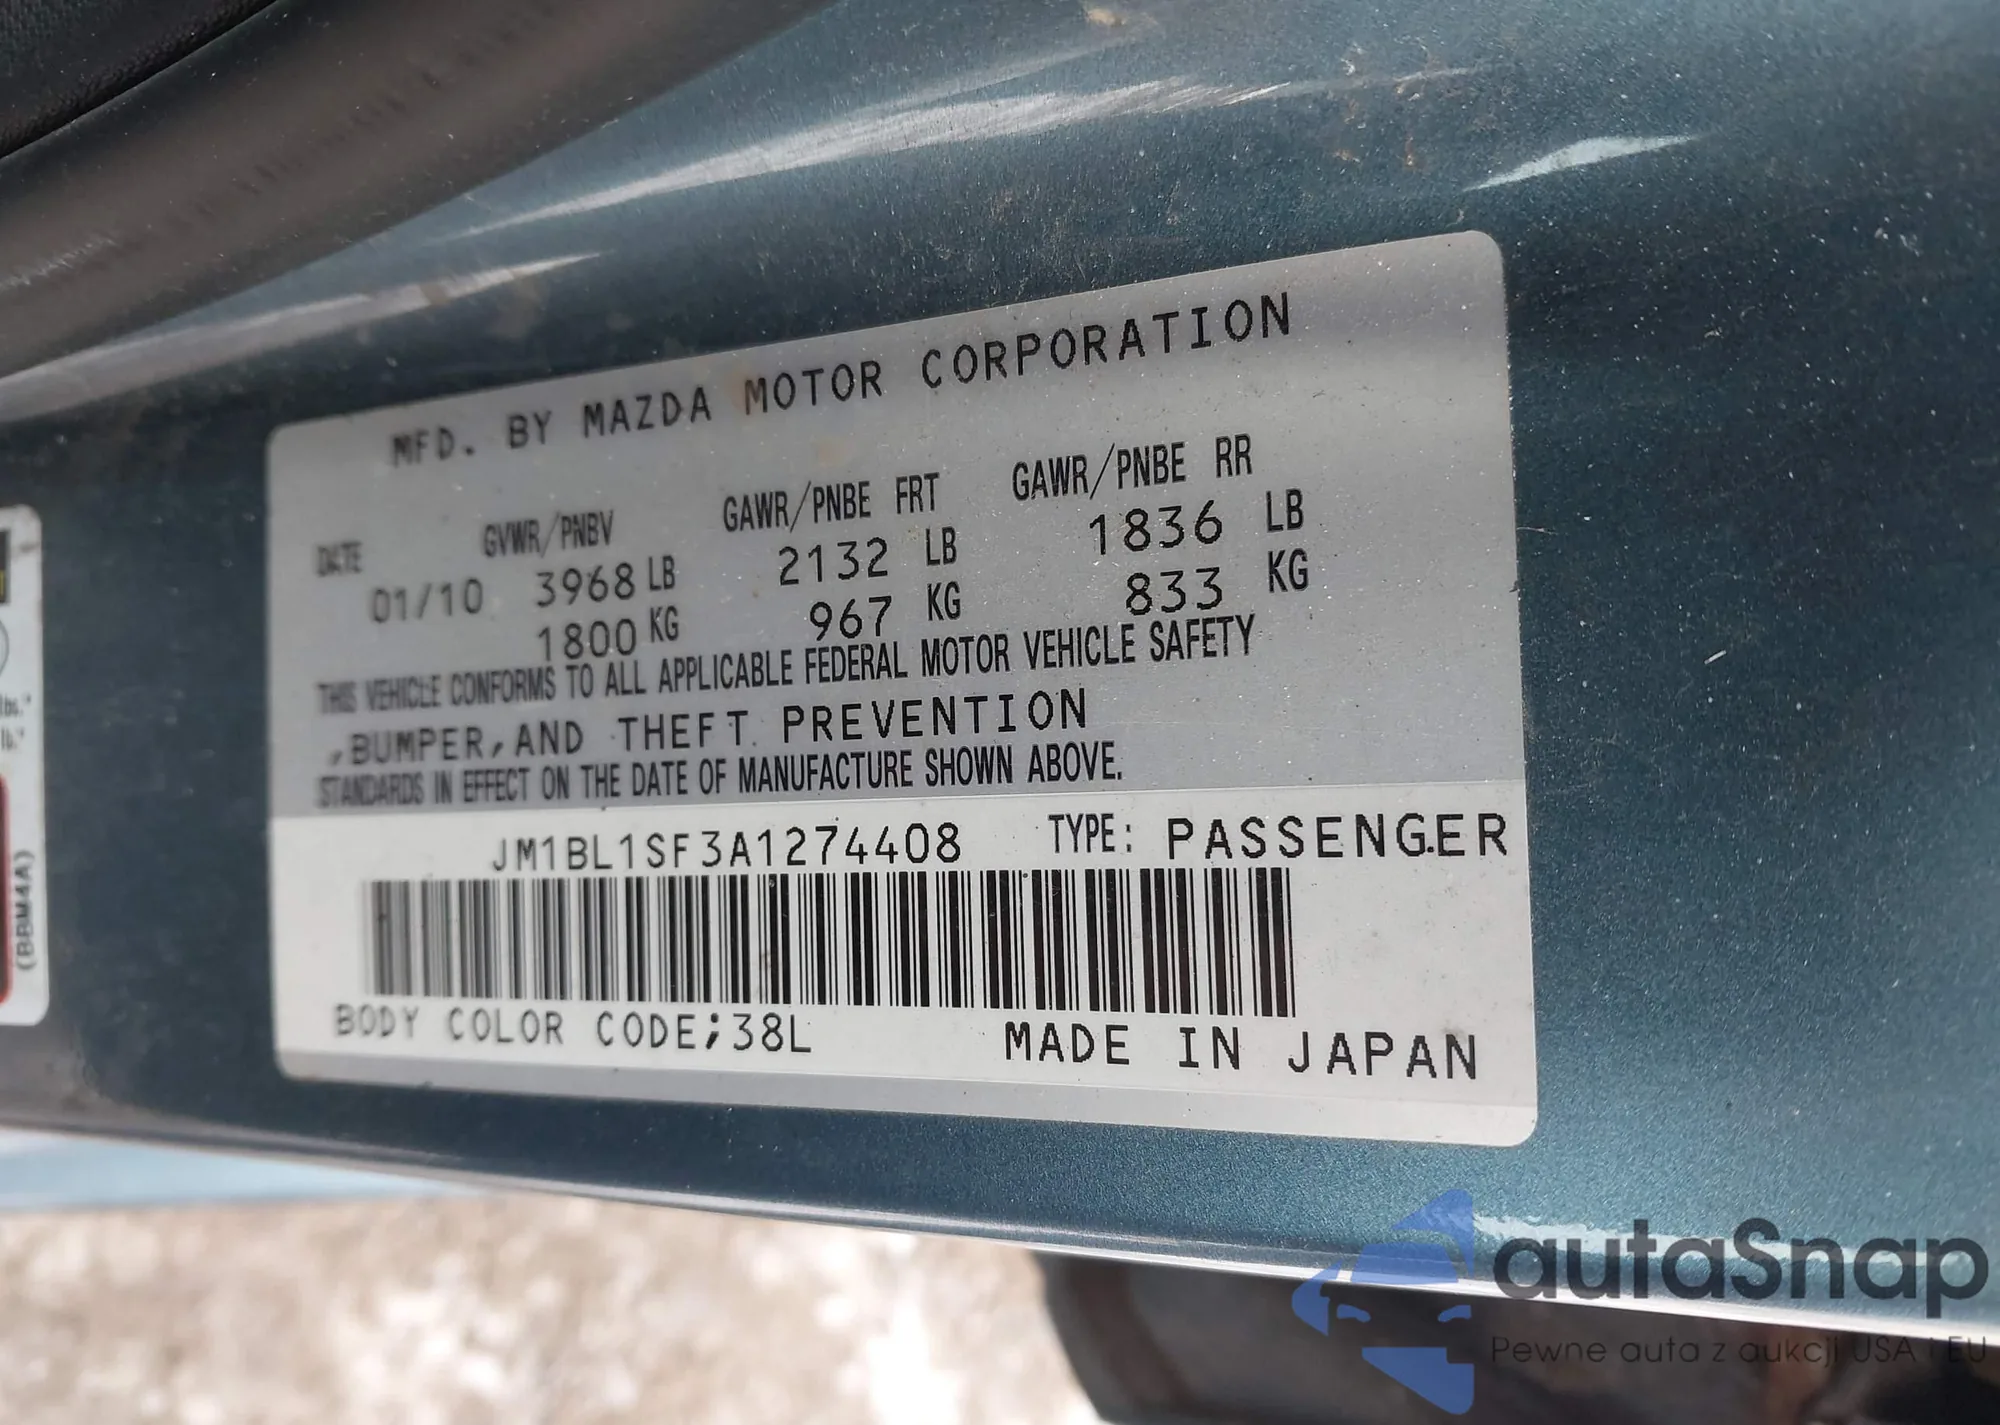 MFD. BY MAZDA MOTOR CORPORATION
DATE GVWR/PNBV GAWR/PNBE FRT GAWR/PNBE RR
01/10 3968 LB 2132 LB 1836 LB
1800 KG 967 KG 833 KG
THIS VEHICLE CONFORMS TO ALL APPLICABLE FEDERAL MOTOR VEHICLE SAFETY
,BUMPER,AND THEFT PREVENTION
STANDARDS IN EFFECT ON THE DATE OF MANUFACTURE SHOWN ABOVE.
JM1BL1SF3A1274408 TYPE: PASSENGER
BODY COLOR CODE;38L MADE IN JAPAN
lbs.*
lb.*
(BBM4A)
autaSnap
Pewne auta z aukcji USA i EU